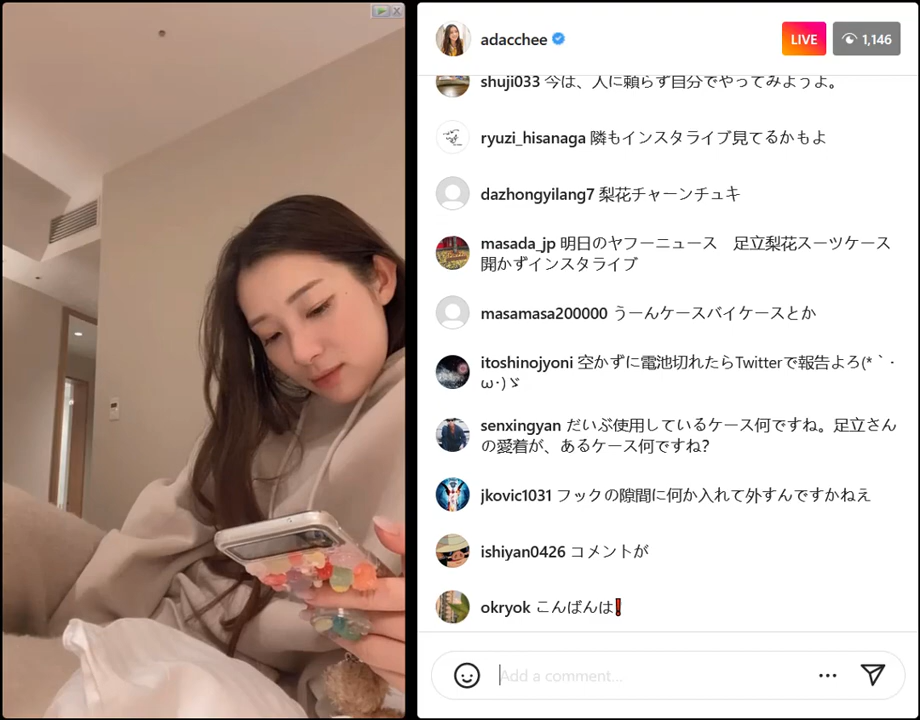 adacchee
LIVE
1,146
shuji033 今は、人に頼らず自分でやってみようよ。
ryuzi_hisanaga 隣もインスタライブ見てるかもよ
dazhongyilang7 梨花チャーンチュキ
masada_jp 明日のヤフーニュース　足立梨花スーツケース
開かずインスタライブ
masamasa200000 うーんケースバイケースとか
itoshinojyoni 空かずに電池切れたらTwitterで報告よろ(*｀･
ω･)ゞ
senxingyan だいぶ使用しているケース何ですね。足立さん
の愛着が、あるケース何ですね?
jkovic1031 フックの隙間に何か入れて外すんですかねえ
ishiyan0426 コメントが
okryok こんばんは❗
Add a comment...